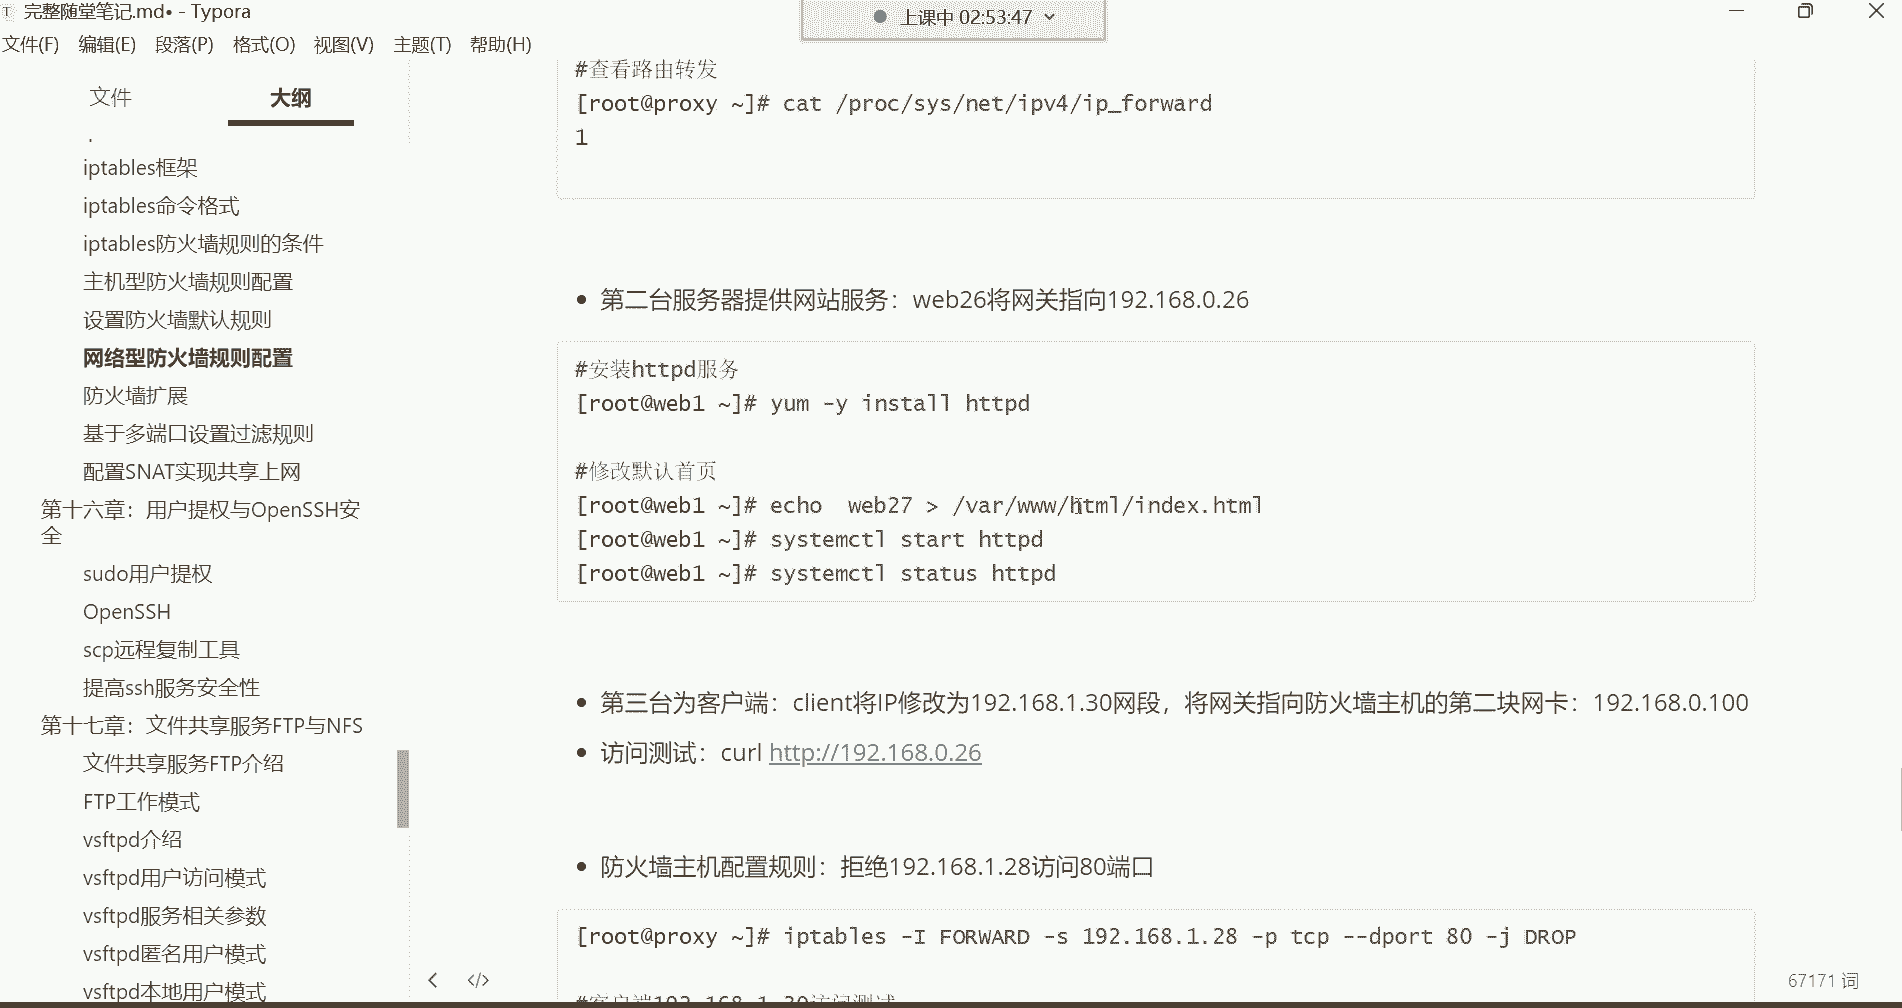 完整随堂笔记.md• - Typora
上课中 02:53:47
文件(F) 编辑(E) 段落(P) 格式(O) 视图(V) 主题(T) 帮助(H)
文件 大纲
iptables框架
iptables命令格式
iptables防火墙规则的条件
主机型防火墙规则配置
设置防火墙默认规则
网络型防火墙规则配置
防火墙扩展
基于多端口设置过滤规则
配置SNAT实现共享上网
第十六章：用户提权与OpenSSH安
全
sudo用户提权
OpenSSH
scp远程复制工具
提高ssh服务安全性
第十七章：文件共享服务FTP与NFS
文件共享服务FTP介绍
FTP工作模式
vsftpd介绍
vsftpd用户访问模式
vsftpd服务相关参数
vsftpd匿名用户模式
vsftpd本地用户模式
#查看路由转发
[root@proxy ~]# cat /proc/sys/net/ipv4/ip_forward
1
• 第二台服务器提供网站服务：web26将网关指向192.168.0.26
#安装httpd服务
[root@web1 ~]# yum -y install httpd
#修改默认首页
[root@web1 ~]# echo  web27 > /var/www/html/index.html
[root@web1 ~]# systemctl start httpd
[root@web1 ~]# systemctl status httpd
• 第三台为客户端：client将IP修改为192.168.1.30网段，将网关指向防火墙主机的第二块网卡：192.168.0.100
• 访问测试：curl http://192.168.0.26
• 防火墙主机配置规则：拒绝192.168.1.28访问80端口
[root@proxy ~]# iptables -I FORWARD -s 192.168.1.28 -p tcp --dport 80 -j DROP
#客户端192.168.1.30访问测试
67171 词